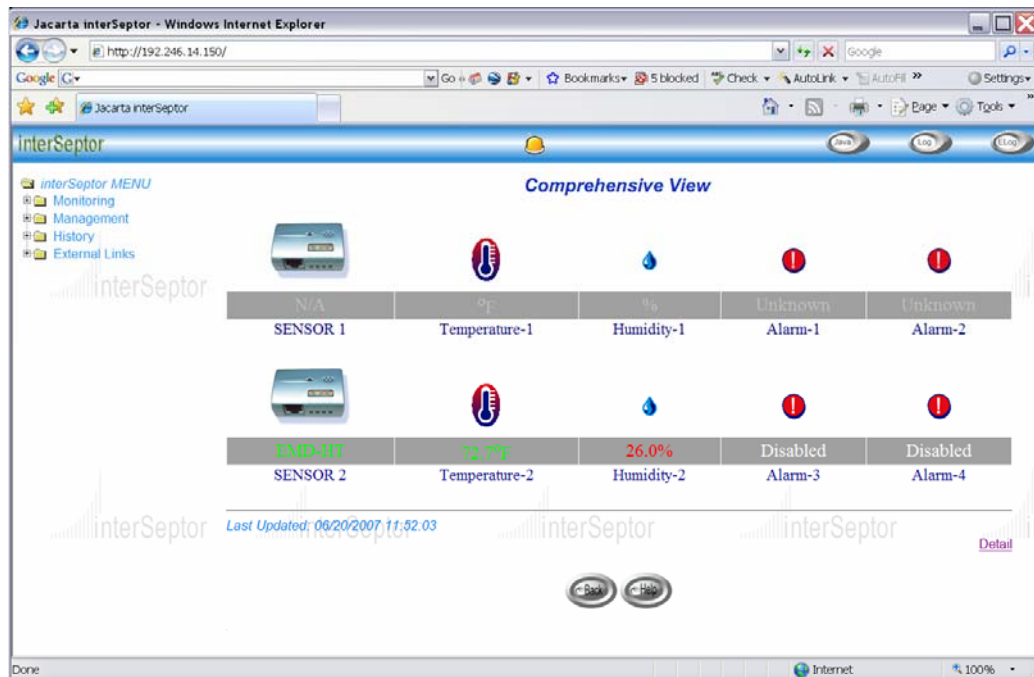 Jacarta interSeptor - Windows Internet Explorer
http://192.246.14.150/
Google
Google G
Go
Bookmarks
5 blocked
Check
AutoLink
AutoFill
»
Settings
Jacarta interSeptor
Page
Tools
»
interSeptor
Java
Log
ELog
interSeptor MENU
Monitoring
Management
History
External Links
Comprehensive View
N/A ºF % Unknown Unknown
SENSOR 1 Temperature-1 Humidity-1 Alarm-1 Alarm-2
EMD-HT 72.7ºF 26.0% Disabled Disabled
SENSOR 2 Temperature-2 Humidity-2 Alarm-3 Alarm-4
interSeptor
interSeptor
interSeptor
interSeptor
interSeptor
Last Updated: 06/20/2007 11:52:03
Detail
Back
Help
Done
Internet
100%